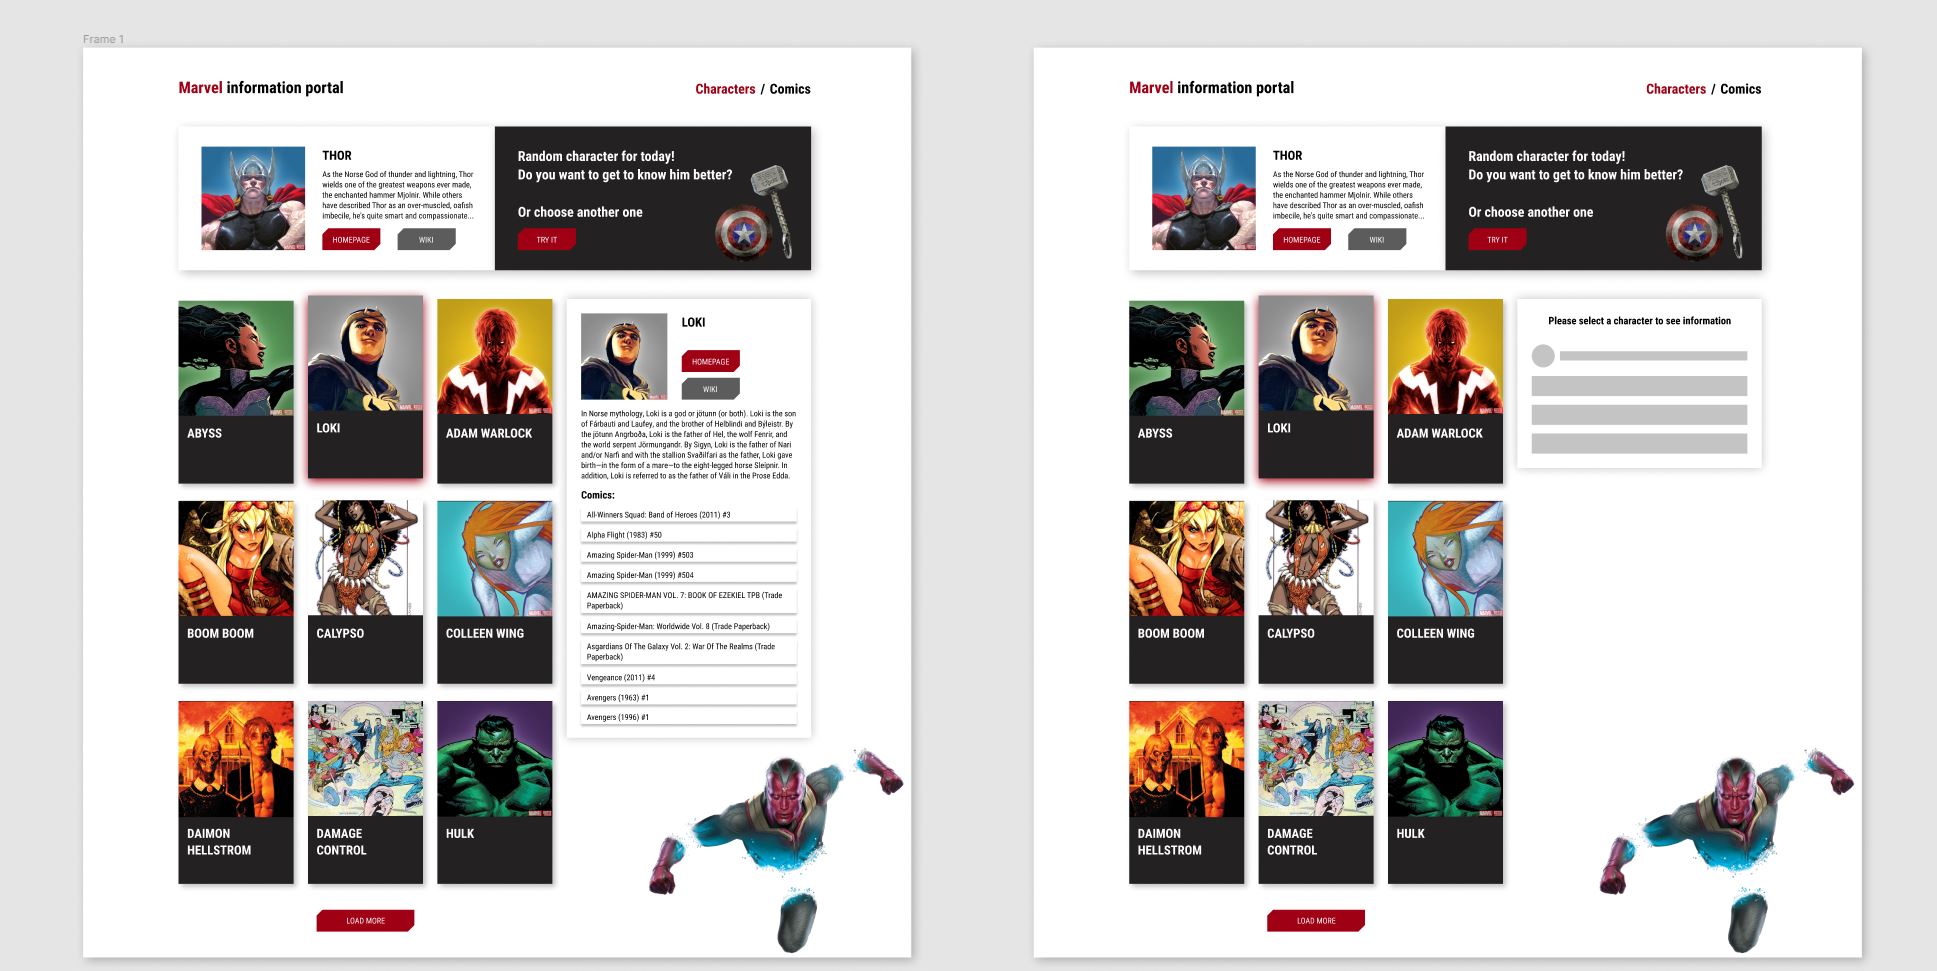 Frame 1
Marvel information portal
Characters / Comics
THOR
As the Norse God of thunder and lightning, Thor
wields one of the greatest weapons ever made,
the enchanted hammer Mjolnir. While others
have described Thor as an over-muscled, oafish
imbecile, he's quite smart and compassionate...
HOMEPAGE
WIKI
Random character for today!
Do you want to get to know him better?
Or choose another one
TRY IT
ABYSS
LOKI
ADAM WARLOCK
BOOM BOOM
CALYPSO
COLLEEN WING
DAIMON
HELLSTROM
DAMAGE
CONTROL
HULK
LOAD MORE
LOKI
HOMEPAGE
WIKI
In Norse mythology, Loki is a god or jötunn (or both). Loki is the son
of Fárbauti and Laufey, and the brother of Helblindi and Býleistr. By
the jötunn Angrboða, Loki is the father of Hel, the wolf Fenrir, and
the world serpent Jörmungandr. By Sigyn, Loki is the father of Nari
and/or Narfi and with the stallion Svaðilfari as the father, Loki gave
birth—in the form of a mare—to the eight-legged horse Sleipnir. In
addition, Loki is referred to as the father of Váli in the Prose Edda.
Comics:
All-Winners Squad: Band of Heroes (2011) #3
Alpha Flight (1983) #50
Amazing Spider-Man (1999) #503
Amazing Spider-Man (1999) #504
AMAZING SPIDER-MAN VOL. 7: BOOK OF EZEKIEL TPB (Trade
Paperback)
Amazing-Spider-Man: Worldwide Vol. 8 (Trade Paperback)
Asgardians Of The Galaxy Vol. 2: War Of The Realms (Trade
Paperback)
Vengeance (2011) #4
Avengers (1963) #1
Avengers (1996) #1
Marvel information portal
Characters / Comics
THOR
As the Norse God of thunder and lightning, Thor
wields one of the greatest weapons ever made,
the enchanted hammer Mjolnir. While others
have described Thor as an over-muscled, oafish
imbecile, he's quite smart and compassionate...
HOMEPAGE
WIKI
Random character for today!
Do you want to get to know him better?
Or choose another one
TRY IT
ABYSS
LOKI
ADAM WARLOCK
BOOM BOOM
CALYPSO
COLLEEN WING
DAIMON
HELLSTROM
DAMAGE
CONTROL
HULK
LOAD MORE
Please select a character to see information